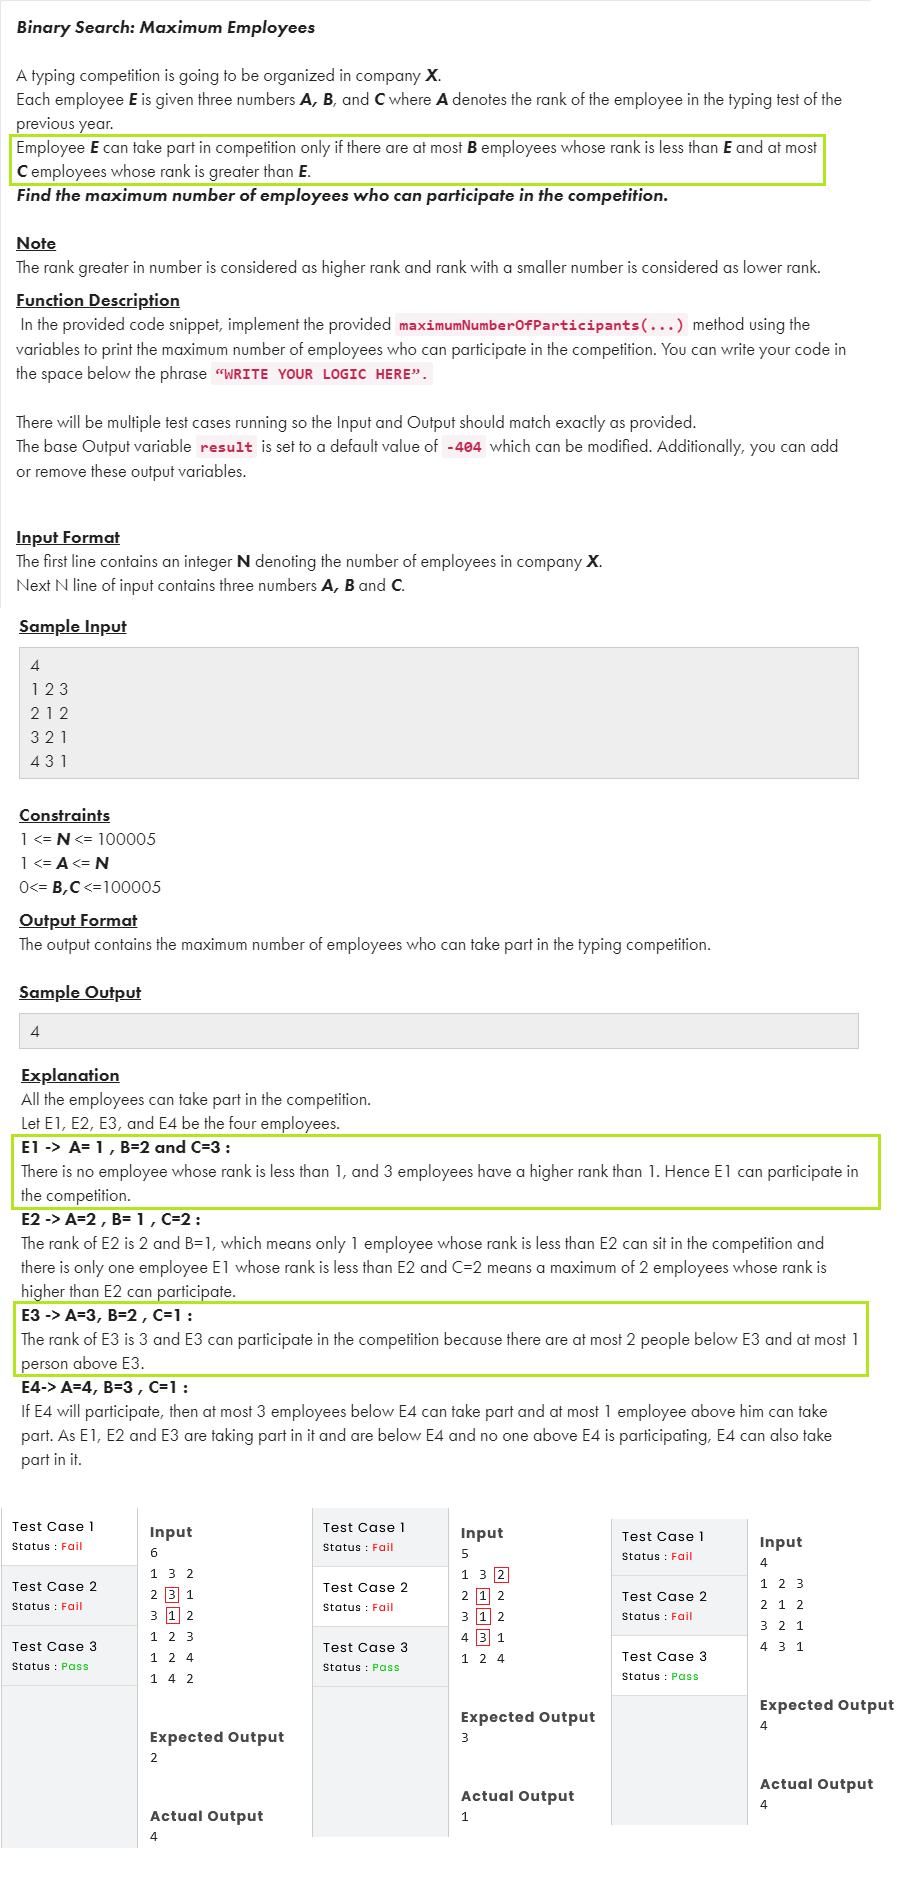 Binary Search: Maximum Employees
A typing competition is going to be organized in company X.
Each employee E is given three numbers A, B, and C where A denotes the rank of the employee in the typing test of the
previous year.
Employee E can take part in competition only if there are at most B employees whose rank is less than E and at most
C employees whose rank is greater than E.
Find the maximum number of employees who can participate in the competition.
Note
The rank greater in number is considered as higher rank and rank with a smaller number is considered as lower rank.
Function Description
In the provided code snippet, implement the provided maximumNumberOfParticipants(...) method using the
variables to print the maximum number of employees who can participate in the competition. You can write your code in
the space below the phrase “WRITE YOUR LOGIC HERE”.
There will be multiple test cases running so the Input and Output should match exactly as provided.
The base Output variable result is set to a default value of -404 which can be modified. Additionally, you can add
or remove these output variables.
Input Format
The first line contains an integer N denoting the number of employees in company X.
Next N line of input contains three numbers A, B and C.
Sample Input
4
1 2 3
2 1 2
3 2 1
4 3 1
Constraints
1 <= N <= 100005
1 <= A <= N
0<= B,C <=100005
Output Format
The output contains the maximum number of employees who can take part in the typing competition.
Sample Output
4
Explanation
All the employees can take part in the competition.
Let E1, E2, E3, and E4 be the four employees.
E1 -> A= 1 , B=2 and C=3 :
There is no employee whose rank is less than 1, and 3 employees have a higher rank than 1. Hence E1 can participate in
the competition.
E2 -> A=2 , B= 1 , C=2 :
The rank of E2 is 2 and B=1, which means only 1 employee whose rank is less than E2 can sit in the competition and
there is only one employee E1 whose rank is less than E2 and C=2 means a maximum of 2 employees whose rank is
higher than E2 can participate.
E3 -> A=3, B=2 , C=1 :
The rank of E3 is 3 and E3 can participate in the competition because there are at most 2 people below E3 and at most 1
person above E3.
E4-> A=4, B=3 , C=1 :
If E4 will participate, then at most 3 employees below E4 can take part and at most 1 employee above him can take
part. As E1, E2 and E3 are taking part in it and are below E4 and no one above E4 is participating, E4 can also take
part in it.
Test Case 1
Status : Fail
Test Case 2
Status : Fail
Test Case 3
Status : Pass
Input
6
1 3 2
2 3 1
3 1 2
1 2 3
1 2 4
1 4 2
Expected Output
2
Actual Output
4
Test Case 1
Status : Fail
Test Case 2
Status : Fail
Test Case 3
Status : Pass
Input
5
1 3 2
2 1 2
3 1 2
4 3 1
1 2 4
Expected Output
3
Actual Output
1
Test Case 1
Status : Fail
Test Case 2
Status : Fail
Test Case 3
Status : Pass
Input
4
1 2 3
2 1 2
3 2 1
4 3 1
Expected Output
4
Actual Output
4